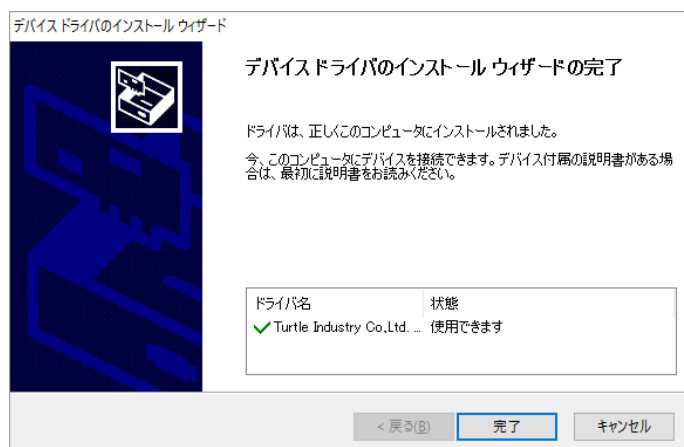 デバイス ドライバのインストール ウィザード
デバイス ドライバのインストール ウィザードの完了
ドライバは、正しくこのコンピュータにインストールされました。
今、このコンピュータにデバイスを接続できます。デバイス付属の説明書がある場
合は、最初に説明書をお読みください。
ドライバ名 状態
Turtle Industry Co.,Ltd. ... 使用できます
< 戻る(B) 完了 キャンセル